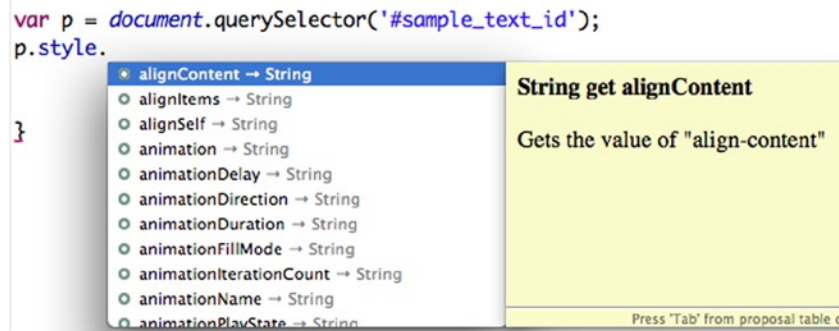 var p = document.querySelector('#sample_text_id');
p.style.
alignContent → String
alignItems → String
alignSelf → String
animation → String
animationDelay → String
animationDirection → String
animationDuration → String
animationFillMode → String
animationIterationCount → String
animationName → String
animationPlayState → String
String get alignContent
Gets the value of "align-content"
Press 'Tab' from proposal table
}